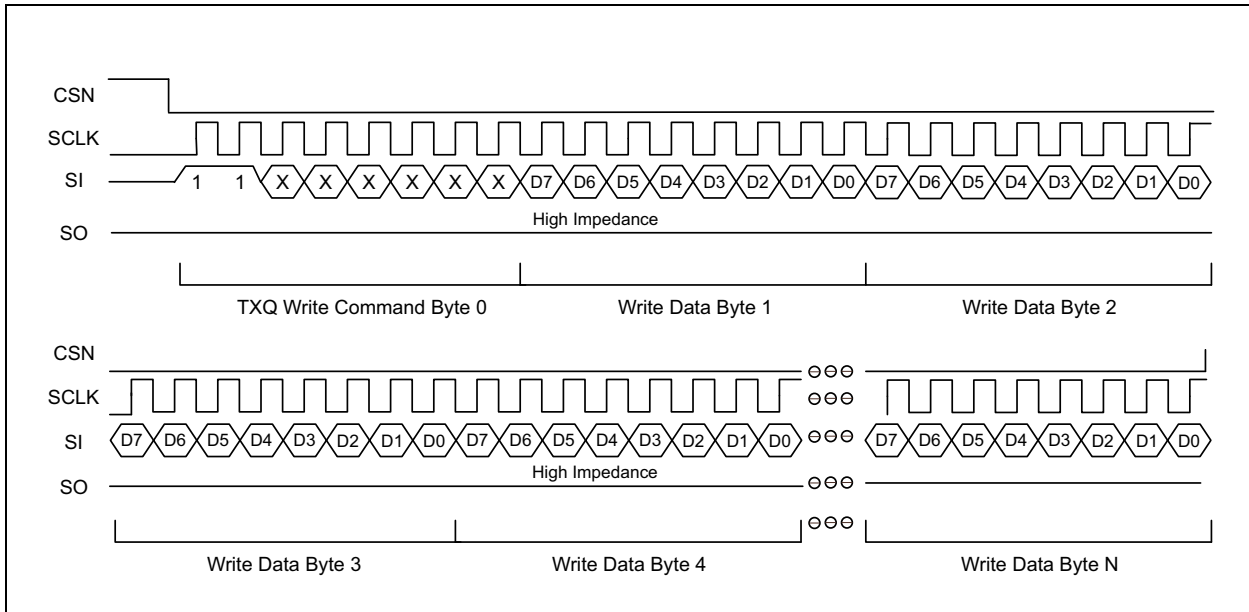 CSN
SCLK
SI 1 1 X X X X X X D7 D6 D5 D4 D3 D2 D1 D0 D7 D6 D5 D4 D3 D2 D1 D0
High Impedance
SO
TXQ Write Command Byte 0 Write Data Byte 1 Write Data Byte 2
CSN
SCLK
SI D7 D6 D5 D4 D3 D2 D1 D0 D7 D6 D5 D4 D3 D2 D1 D0 D7 D6 D5 D4 D3 D2 D1 D0
High Impedance
SO
Write Data Byte 3 Write Data Byte 4 Write Data Byte N